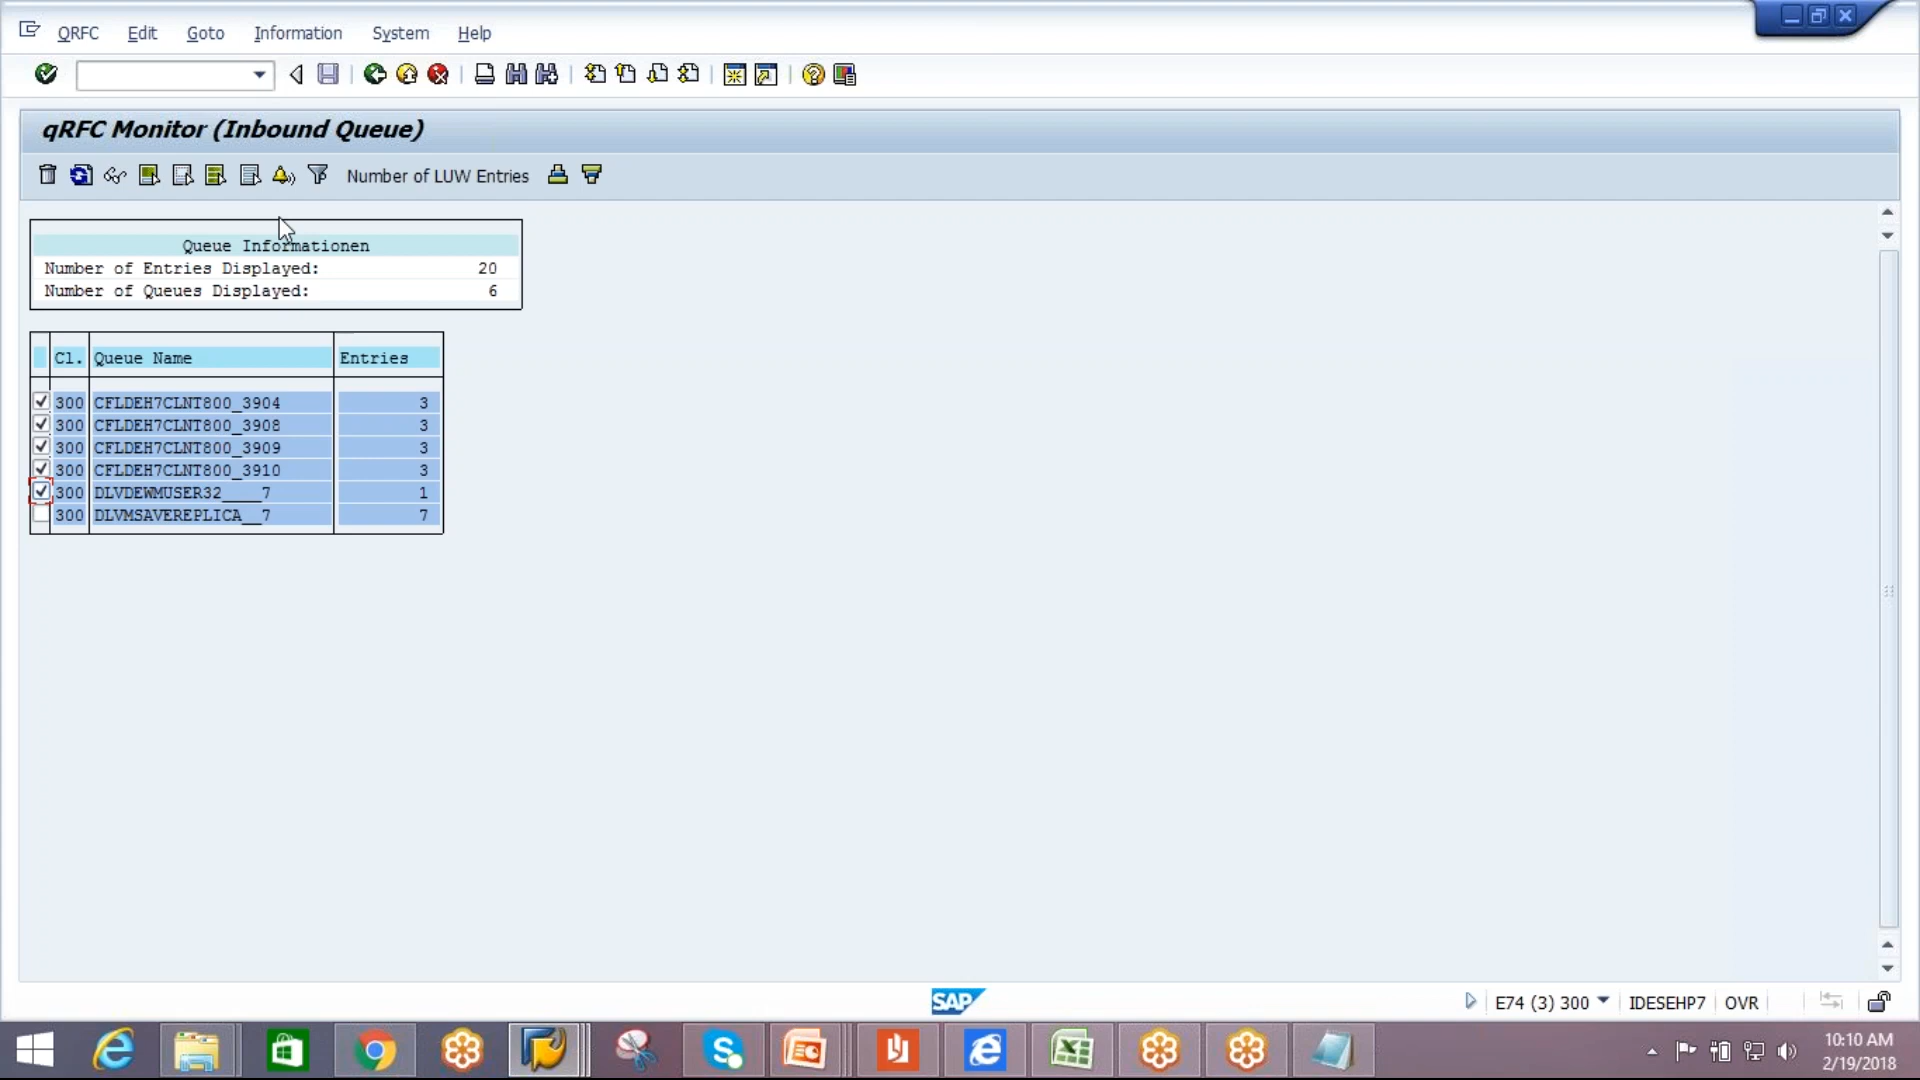 QRFC Edit Goto Information System Help
qRFC Monitor (Inbound Queue)
Number of LUW Entries
Queue Informationen
Number of Entries Displayed: 20
Number of Queues Displayed: 6
Cl. Queue Name Entries
300 CFLDEH7CLNT800_3904 3
300 CFLDEH7CLNT800_3908 3
300 CFLDEH7CLNT800_3909 3
300 CFLDEH7CLNT800_3910 3
300 DLVDEWMUSER32____7 1
300 DLVMSAVEREPLICA__7 7
SAP E74 (3) 300 IDESEHP7 OVR
10:10 AM
2/19/2018